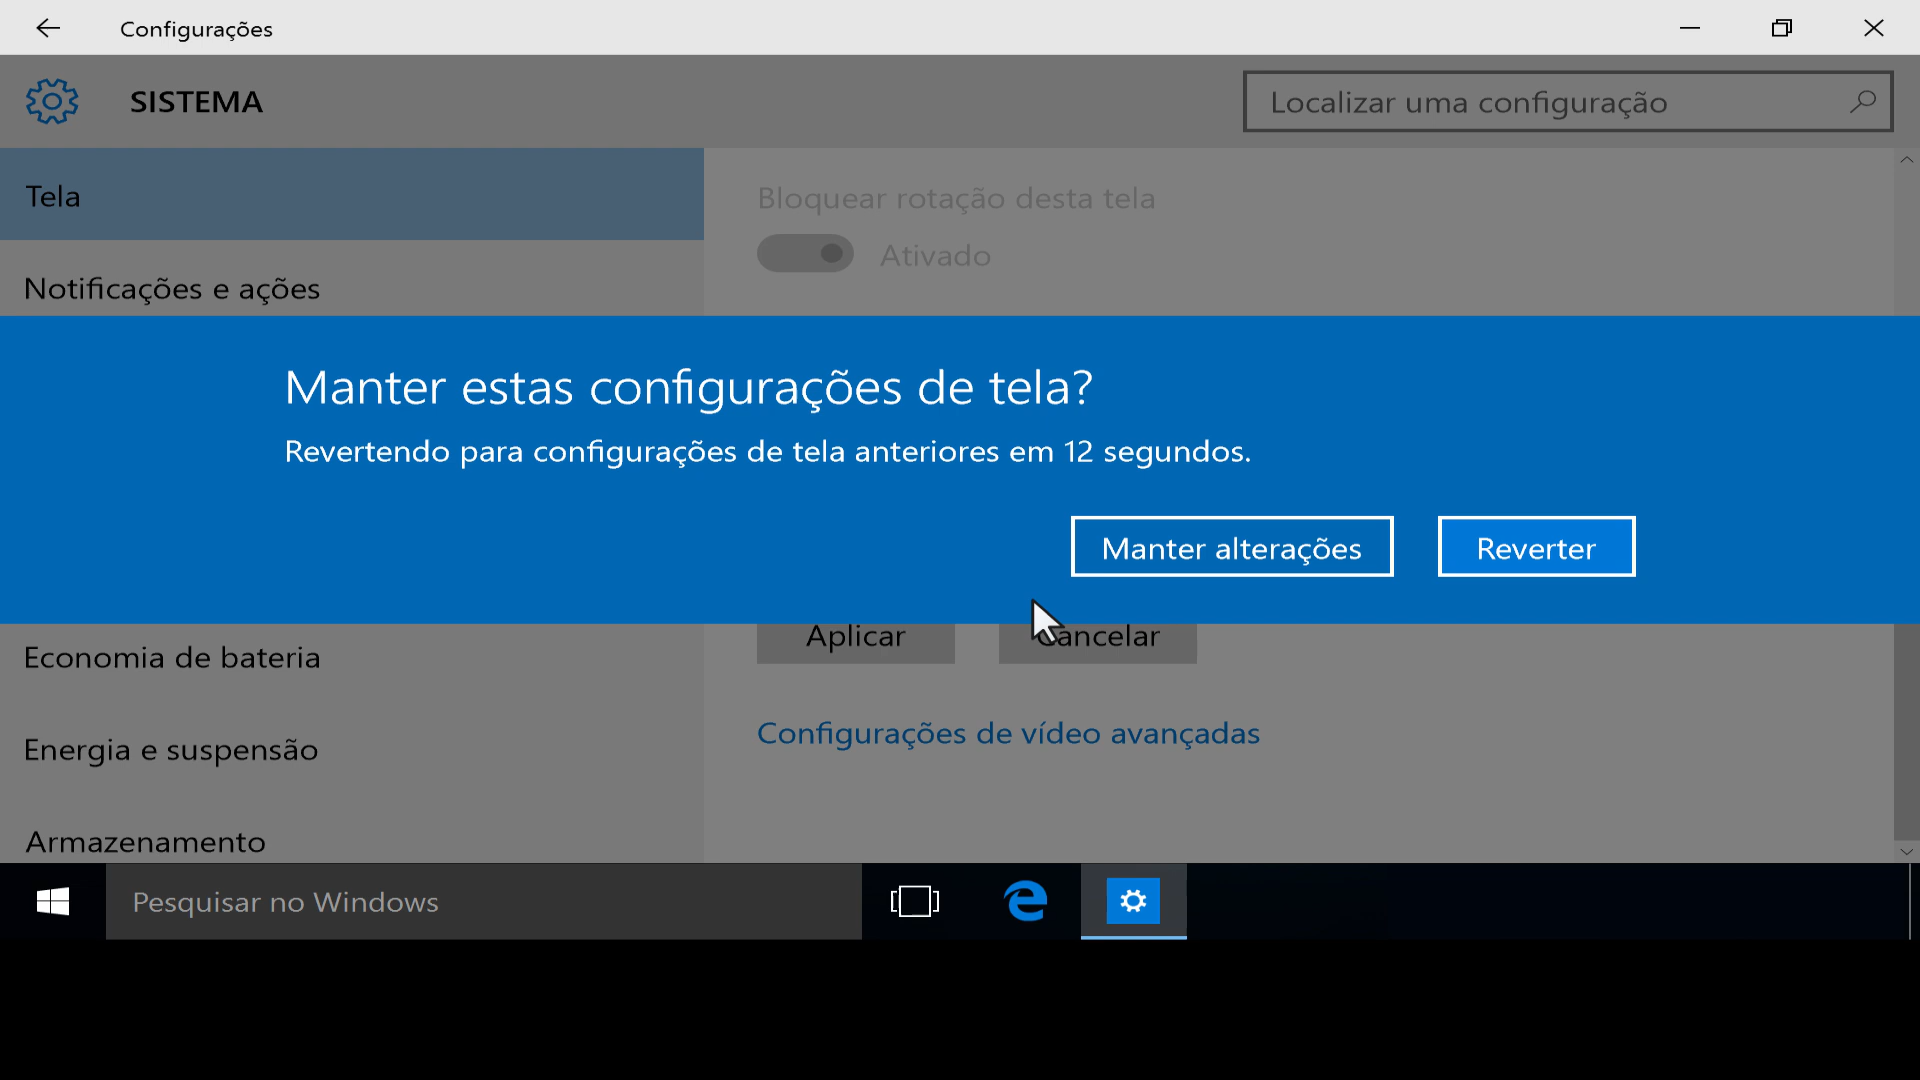 Configurações
SISTEMA
Localizar uma configuração
Tela
Notificações e ações
Bloquear rotação desta tela
Ativado
Manter estas configurações de tela?
Revertendo para configurações de tela anteriores em 12 segundos.
Manter alterações
Reverter
Aplicar
Cancelar
Economia de bateria
Configurações de vídeo avançadas
Energia e suspensão
Armazenamento
Pesquisar no Windows